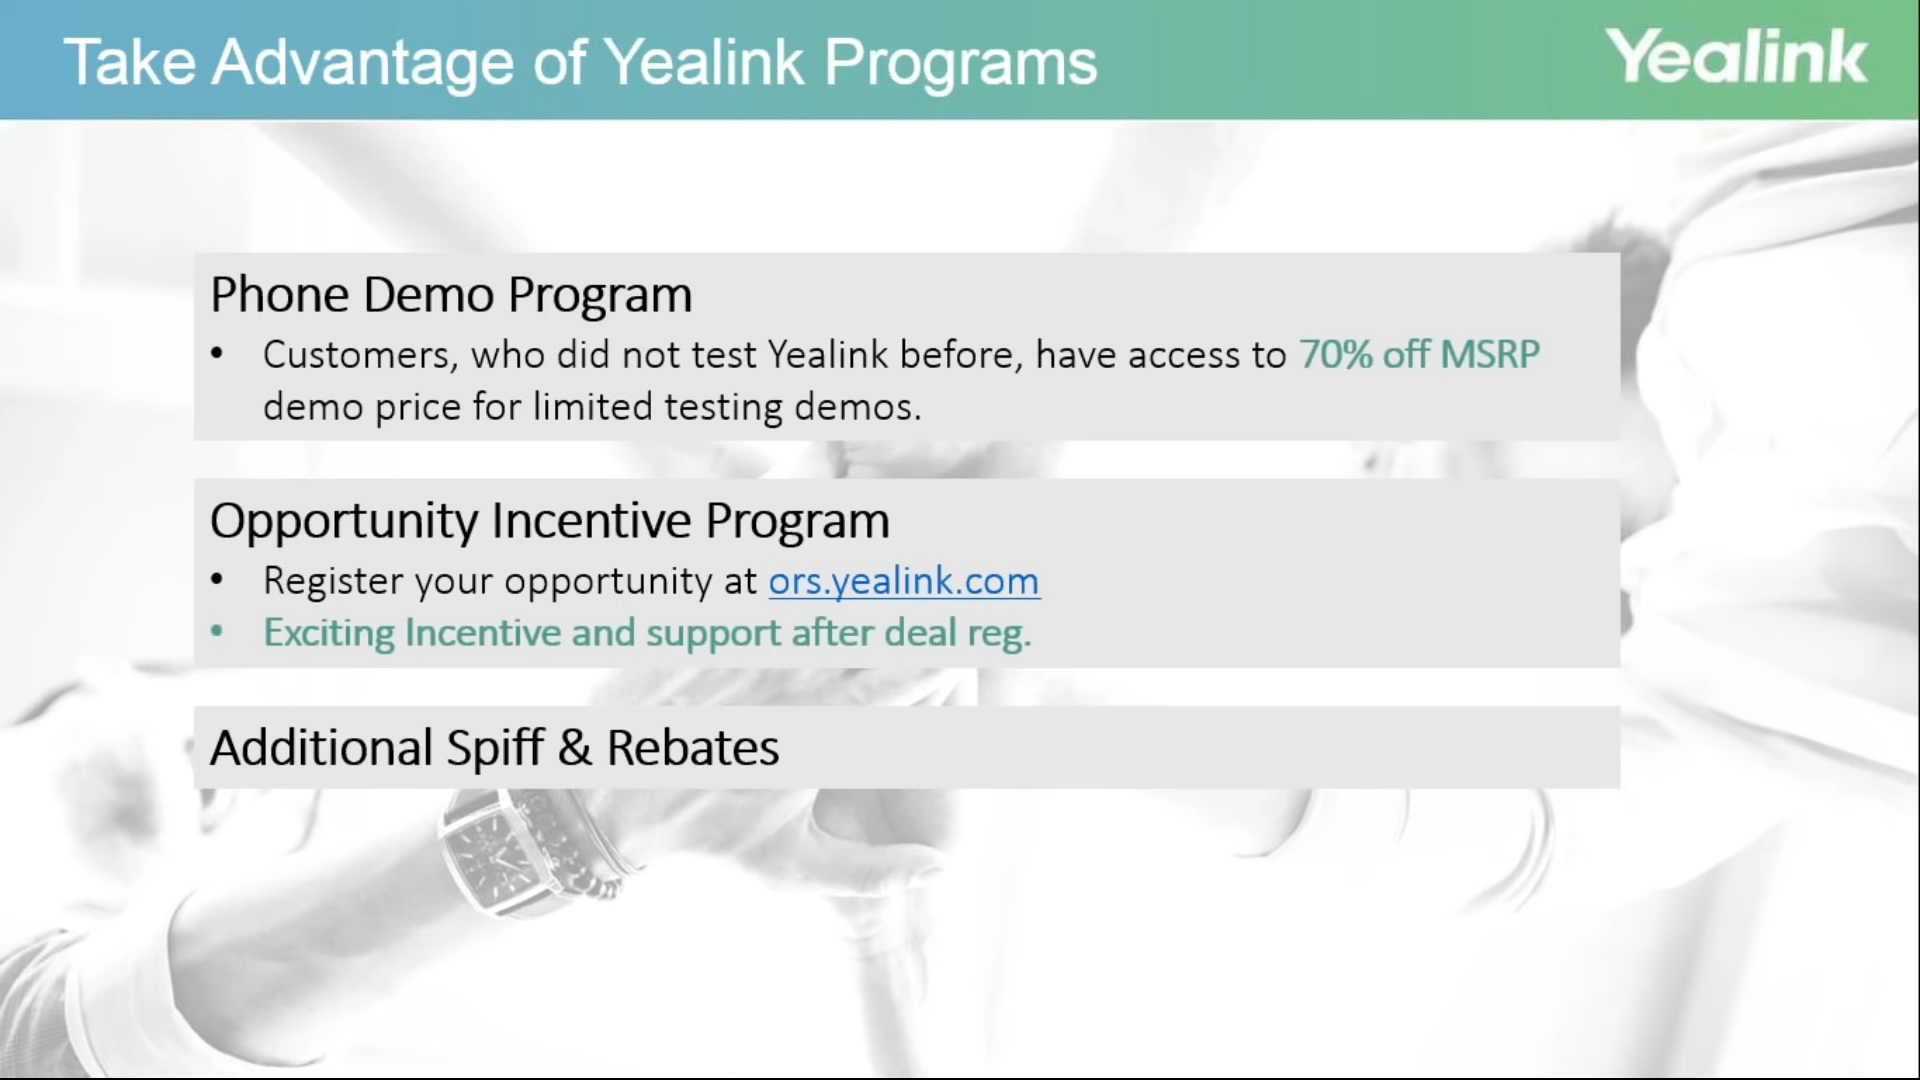 Take Advantage of Yealink Programs
Yealink
Phone Demo Program
• Customers, who did not test Yealink before, have access to 70% off MSRP
demo price for limited testing demos.
Opportunity Incentive Program
• Register your opportunity at ors.yealink.com
• Exciting Incentive and support after deal reg.
Additional Spiff & Rebates